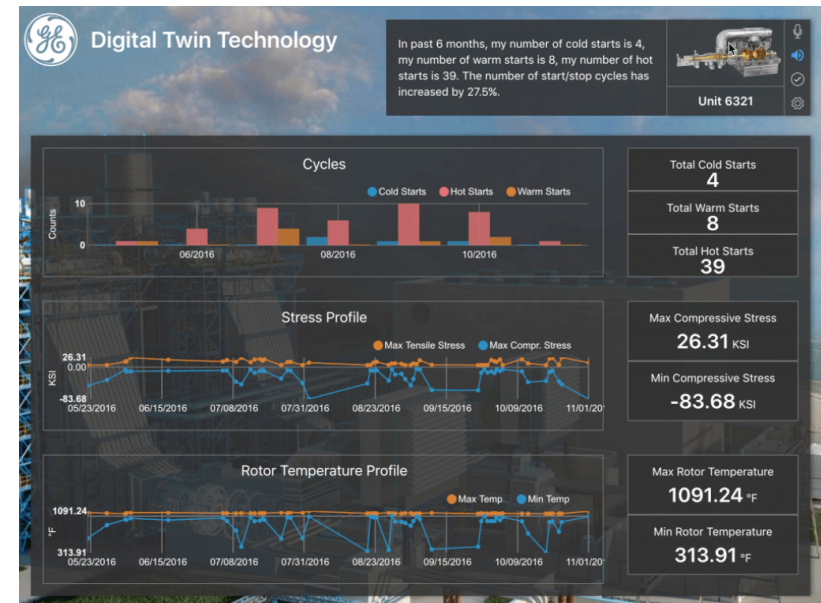 Digital Twin Technology
In past 6 months, my number of cold starts is 4,
my number of warm starts is 8, my number of hot
starts is 39. The number of start/stop cycles has
increased by 27.5%.
Unit 6321
Cycles
Cold Starts Hot Starts Warm Starts
Counts
10
0
06/2016 08/2016 10/2016
Total Cold Starts
4
Total Warm Starts
8
Total Hot Starts
39
Stress Profile
Max Tensile Stress Max Compr. Stress
KSI
26.31
0.00
-83.68
05/23/2016 06/15/2016 07/08/2016 07/31/2016 08/23/2016 09/15/2016 10/09/2016 11/01/20
Max Compressive Stress
26.31 KSI
Min Compressive Stress
-83.68 KSI
Rotor Temperature Profile
Max Temp Min Temp
°F
1091.24
313.91
05/23/2016 06/15/2016 07/08/2016 07/31/2016 08/23/2016 09/15/2016 10/09/2016 11/01/20
Max Rotor Temperature
1091.24 °F
Min Rotor Temperature
313.91 °F